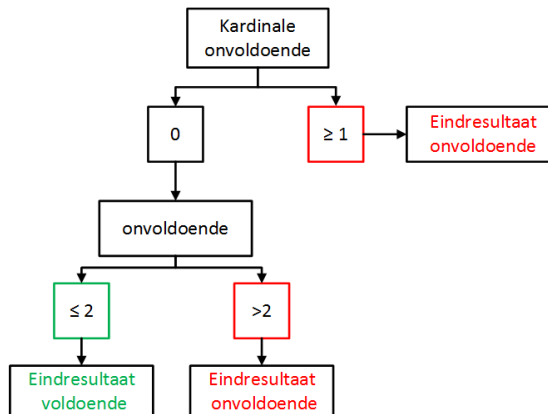 Kardinale
onvoldoende
0
≥ 1
Eindresultaat
onvoldoende
onvoldoende
≤ 2
>2
Eindresultaat
voldoende
Eindresultaat
onvoldoende